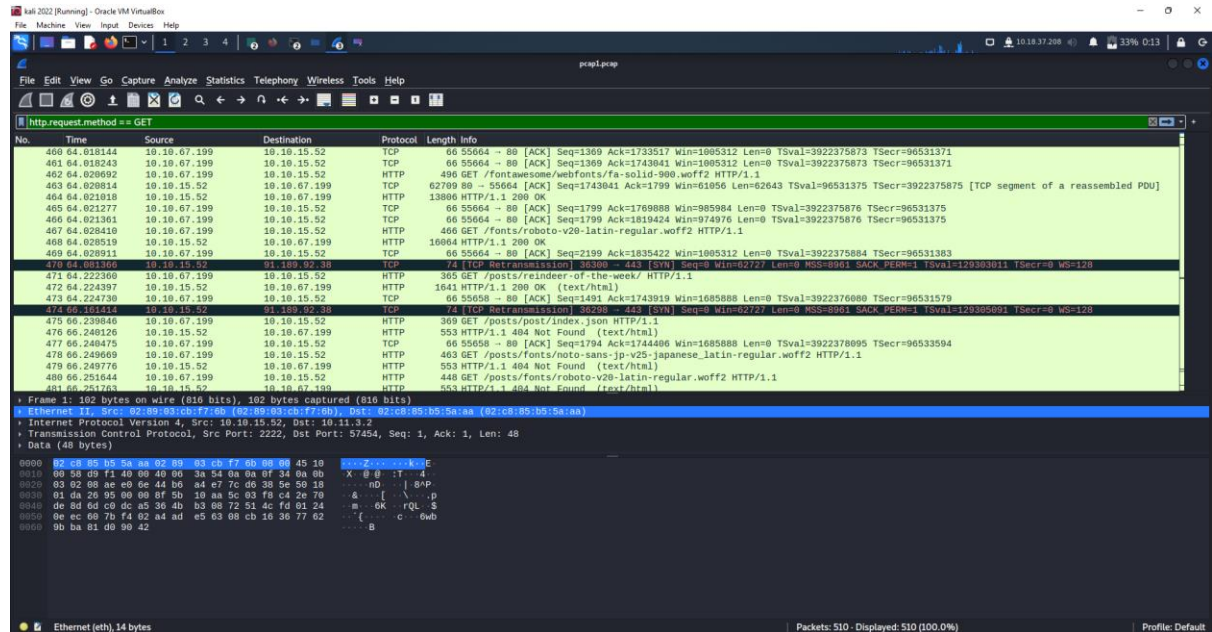 kali 2022 [Running] - Oracle VM VirtualBox
File Machine View Input Devices Help
1 2 3 4
10.18.37.208 33% 0:13
pcap1.pcap
File Edit View Go Capture Analyze Statistics Telephony Wireless Tools Help
http.request.method == GET
No. Time Source Destination Protocol Length Info
460 64.018144 10.10.67.199 10.10.15.52 TCP 66 55664 → 80 [ACK] Seq=1369 Ack=1733517 Win=1005312 Len=0 TSval=3922375873 TSecr=96531371
461 64.018243 10.10.67.199 10.10.15.52 TCP 66 55664 → 80 [ACK] Seq=1369 Ack=1743041 Win=1005312 Len=0 TSval=3922375873 TSecr=96531371
462 64.020692 10.10.67.199 10.10.15.52 HTTP 496 GET /fontawesome/webfonts/fa-solid-900.woff2 HTTP/1.1
463 64.020814 10.10.15.52 10.10.67.199 TCP 62709 80 → 55664 [ACK] Seq=1743041 Ack=1799 Win=61056 Len=62643 TSval=96531375 TSecr=3922375875 [TCP segment of a reassembled PDU]
464 64.021018 10.10.15.52 10.10.67.199 HTTP 13806 HTTP/1.1 200 OK
465 64.021277 10.10.67.199 10.10.15.52 TCP 66 55664 → 80 [ACK] Seq=1799 Ack=1769888 Win=985984 Len=0 TSval=3922375876 TSecr=96531375
466 64.021361 10.10.67.199 10.10.15.52 TCP 66 55664 → 80 [ACK] Seq=1799 Ack=1819424 Win=974976 Len=0 TSval=3922375876 TSecr=96531375
467 64.028410 10.10.67.199 10.10.15.52 HTTP 466 GET /fonts/roboto-v20-latin-regular.woff2 HTTP/1.1
468 64.028519 10.10.15.52 10.10.67.199 HTTP 16064 HTTP/1.1 200 OK
469 64.028911 10.10.67.199 10.10.15.52 TCP 66 55664 → 80 [ACK] Seq=2199 Ack=1835422 Win=1005312 Len=0 TSval=3922375884 TSecr=96531383
470 64.081366 10.10.15.52 91.189.92.38 TCP 74 [TCP Retransmission] 36300 → 443 [SYN] Seq=0 Win=62727 Len=0 MSS=8961 SACK_PERM=1 TSval=129303011 TSecr=0 WS=128
471 64.222360 10.10.67.199 10.10.15.52 HTTP 365 GET /posts/reindeer-of-the-week/ HTTP/1.1
472 64.224397 10.10.15.52 10.10.67.199 HTTP 1641 HTTP/1.1 200 OK (text/html)
473 64.224730 10.10.67.199 10.10.15.52 TCP 66 55658 → 80 [ACK] Seq=1491 Ack=1743919 Win=1685888 Len=0 TSval=3922376080 TSecr=96531579
474 66.161414 10.10.15.52 91.189.92.38 TCP 74 [TCP Retransmission] 36298 → 443 [SYN] Seq=0 Win=62727 Len=0 MSS=8961 SACK_PERM=1 TSval=129305091 TSecr=0 WS=128
475 66.239846 10.10.67.199 10.10.15.52 HTTP 369 GET /posts/post/index.json HTTP/1.1
476 66.240126 10.10.15.52 10.10.67.199 HTTP 553 HTTP/1.1 404 Not Found (text/html)
477 66.240475 10.10.67.199 10.10.15.52 TCP 66 55658 → 80 [ACK] Seq=1794 Ack=1744406 Win=1685888 Len=0 TSval=3922378095 TSecr=96533594
478 66.249669 10.10.67.199 10.10.15.52 HTTP 463 GET /posts/fonts/noto-sans-jp-v25-japanese_latin-regular.woff2 HTTP/1.1
479 66.249776 10.10.15.52 10.10.67.199 HTTP 553 HTTP/1.1 404 Not Found (text/html)
480 66.251644 10.10.67.199 10.10.15.52 HTTP 448 GET /posts/fonts/roboto-v20-latin-regular.woff2 HTTP/1.1
481 66.251763 10.10.15.52 10.10.67.199 HTTP 553 HTTP/1.1 404 Not Found (text/html)
Frame 1: 102 bytes on wire (816 bits), 102 bytes captured (816 bits)
Ethernet II, Src: 02:89:03:cb:f7:6b (02:89:03:cb:f7:6b), Dst: 02:c8:85:b5:5a:aa (02:c8:85:b5:5a:aa)
Internet Protocol Version 4, Src: 10.10.15.52, Dst: 10.11.3.2
Transmission Control Protocol, Src Port: 2222, Dst Port: 57454, Seq: 1, Ack: 1, Len: 48
Data (48 bytes)
0000 02 c8 85 b5 5a aa 02 89 03 cb f7 6b 08 00 45 10 ····Z··· ···k··E·
0010 00 58 d9 f1 40 00 40 06 3a 54 0a 0a 0f 34 0a 0b ·X··@·@· :T···4··
0020 03 02 08 ae e0 6e 44 b6 a4 e7 7c d6 38 5e 50 18 ·····nD· ··|·8^P·
0030 01 da 26 95 00 00 8f 5b 10 aa 5c 03 f8 c4 2e 70 ··&····[ ··\···.p
0040 de 8d 6d c0 dc a5 36 4b b3 08 72 51 4c fd 01 24 ··m···6K ··rQL··$
0050 0e ec 60 7b f4 02 a4 ad e5 63 08 cb 16 36 77 62 ··`{···· ·c···6wb
0060 9b ba 81 d0 90 42 ·····B
Ethernet (eth), 14 bytes Packets: 510 · Displayed: 510 (100.0%) Profile: Default